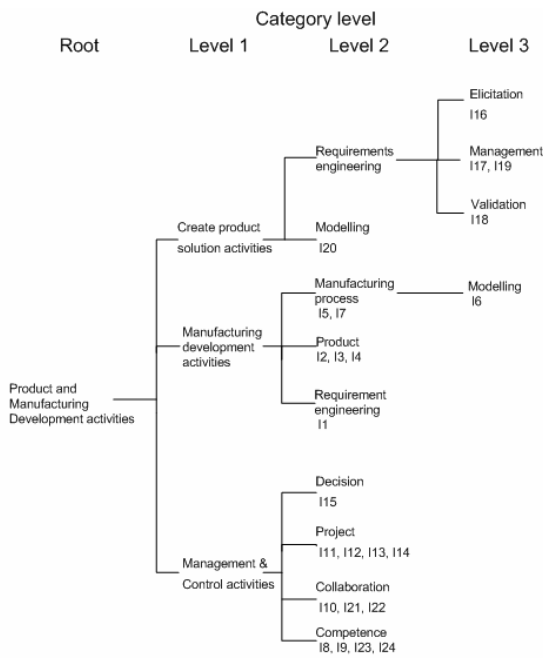 Category level
Root Level 1 Level 2 Level 3
Elicitation
I16
Requirements
engineering
Management
I17, I19
Validation
I18
Create product
solution activities
Modelling
I20
Manufacturing
process
I5, I7
Modelling
I6
Manufacturing
development
activities
Product
I2, I3, I4
Product and
Manufacturing
Development activities
Requirement
engineering
I1
Decision
I15
Project
I11, I12, I13, I14
Management &
Control activities
Collaboration
I10, I21, I22
Competence
I8, I9, I23, I24